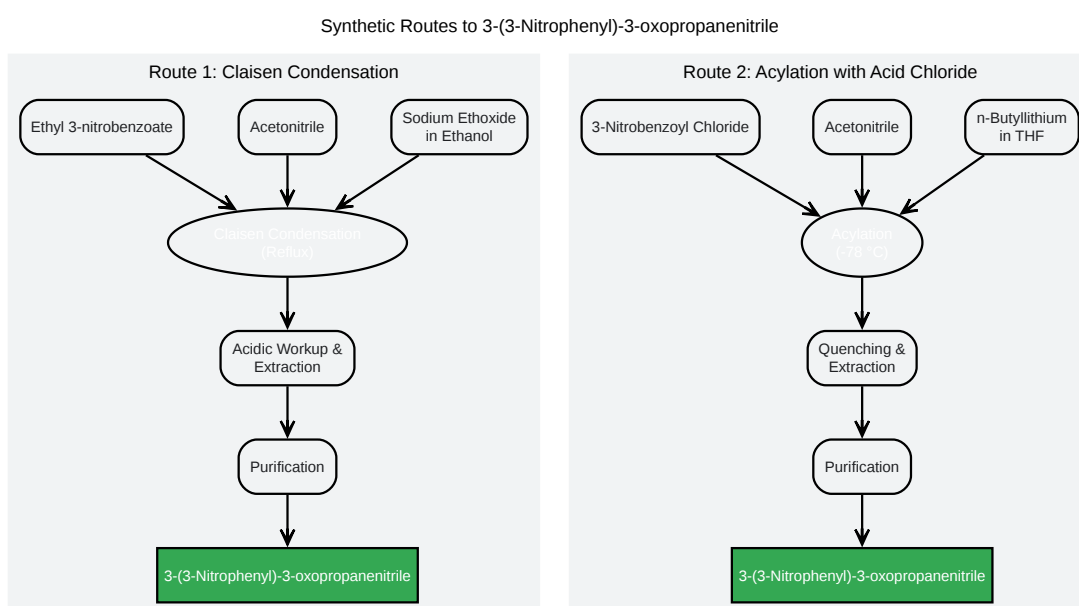 Synthetic Routes to 3-(3-Nitrophenyl)-3-oxopropanenitrile
Route 1: Claisen Condensation
Ethyl 3-nitrobenzoate
Acetonitrile
Sodium Ethoxide
in Ethanol
Claisen Condensation
(Reflux)
Acidic Workup &
Extraction
Purification
3-(3-Nitrophenyl)-3-oxopropanenitrile
Route 2: Acylation with Acid Chloride
3-Nitrobenzoyl Chloride
Acetonitrile
n-Butyllithium
in THF
Acylation
(-78 °C)
Quenching &
Extraction
Purification
3-(3-Nitrophenyl)-3-oxopropanenitrile